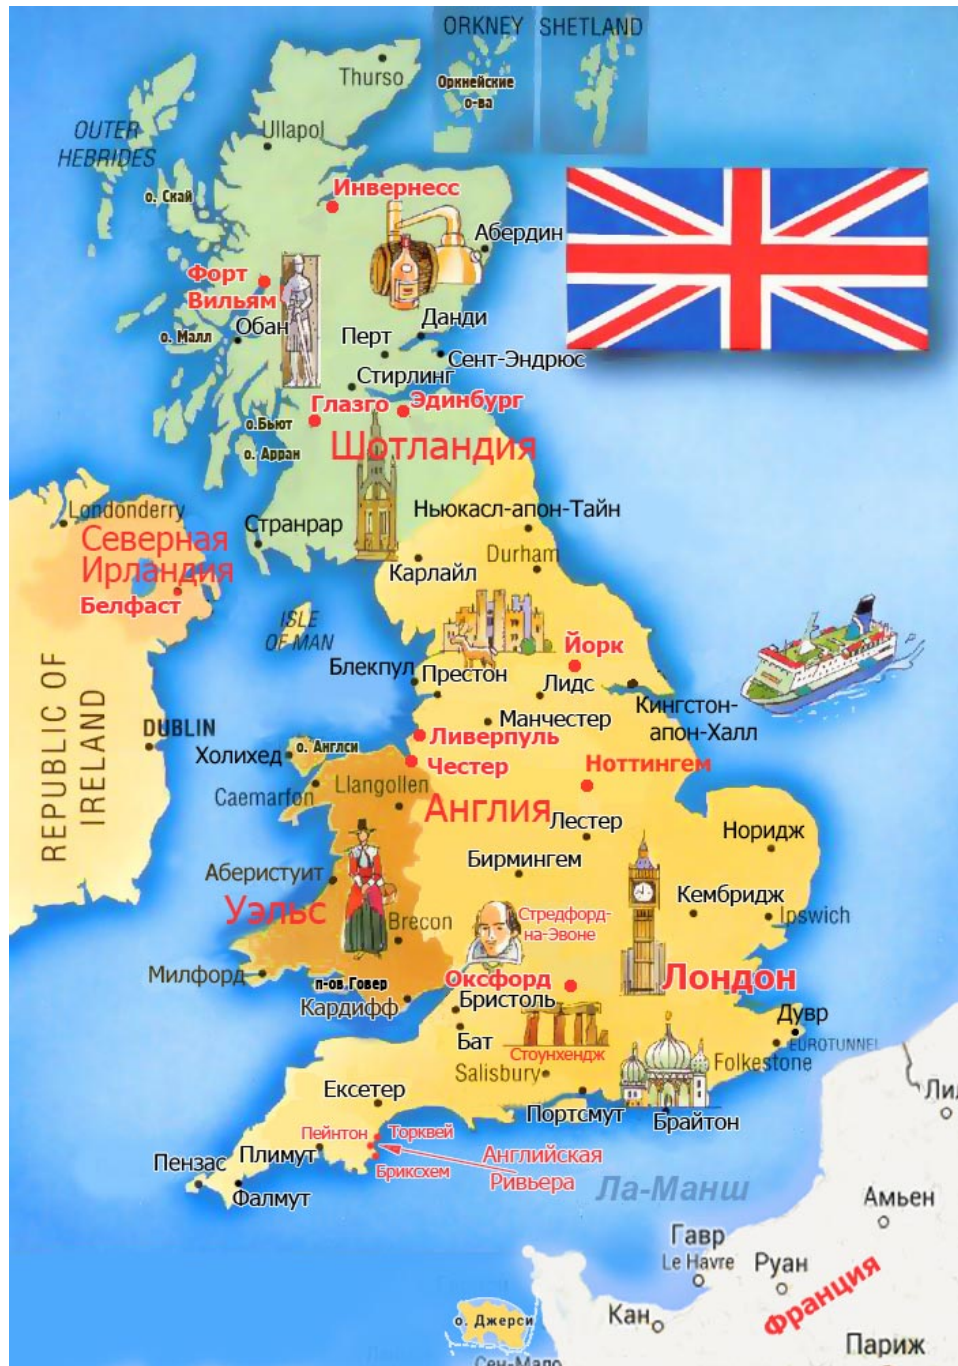 ORKNEY
SHETLAND
Thurso
Оркнейские
о-ва
OUTER
HEBRIDES
Ullapol
о. Скай
Инвернесс
Абердин
Форт
Вильям
Обан
о. Малл
Данди
Перт
Сент-Эндрюс
Стирлинг
Глазго
Эдинбург
о.Бьют
Шотландия
о. Арран
Londonderry
Странрар
Ньюкасл-апон-Тайн
Северная
Ирландия
Durham
Карлайл
Белфаст
ISLE
OF MAN
Йорк
Блекпул
Престон
Лидс
Кингстон-
апон-Халл
REPUBLIC OF
IRELAND
DUBLIN
Манчестер
Ливерпуль
о. Англси
Холихед
Честер
Ноттингем
Llangollen
Caemarfon
Англия
Лестер
Норидж
Бирмингем
Аберистуит
Кембридж
Уэльс
Brecon
Стредфорд-
на-Эвоне
Ipswich
Милфорд
п-ов Говер
Оксфорд
Лондон
Кардифф
Бристоль
Дувр
Бат
Стоунхендж
EUROTUNNEL
Salisbury
Folkestone
Ексетер
Портсмут
Брайтон
Пейнтон
Торквей
Плимут
Английская
Ривьера
Пензас
Бриксхем
Фалмут
Ла-Манш
Лил
Амьен
Гавр
Le Havre
Руан
Франция
Кан
о. Джерси
Париж
Сен-Мало